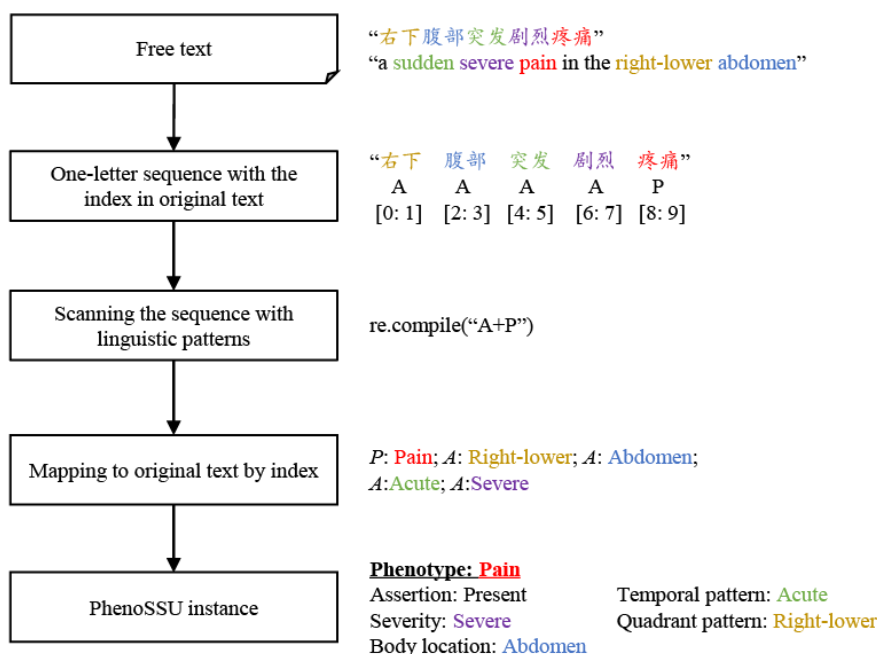 Free text
“右下腹部突发剧烈疼痛”
“a sudden severe pain in the right-lower abdomen”
One-letter sequence with the
index in original text
“右下 腹部 突发 剧烈 疼痛”
A A A A P
[0: 1] [2: 3] [4: 5] [6: 7] [8: 9]
Scanning the sequence with
linguistic patterns
re.compile(“A+P”)
Mapping to original text by index
P: Pain; A: Right-lower; A: Abdomen;
A:Acute; A:Severe
PhenoSSU instance
Phenotype: Pain
Assertion: Present Temporal pattern: Acute
Severity: Severe Quadrant pattern: Right-lower
Body location: Abdomen